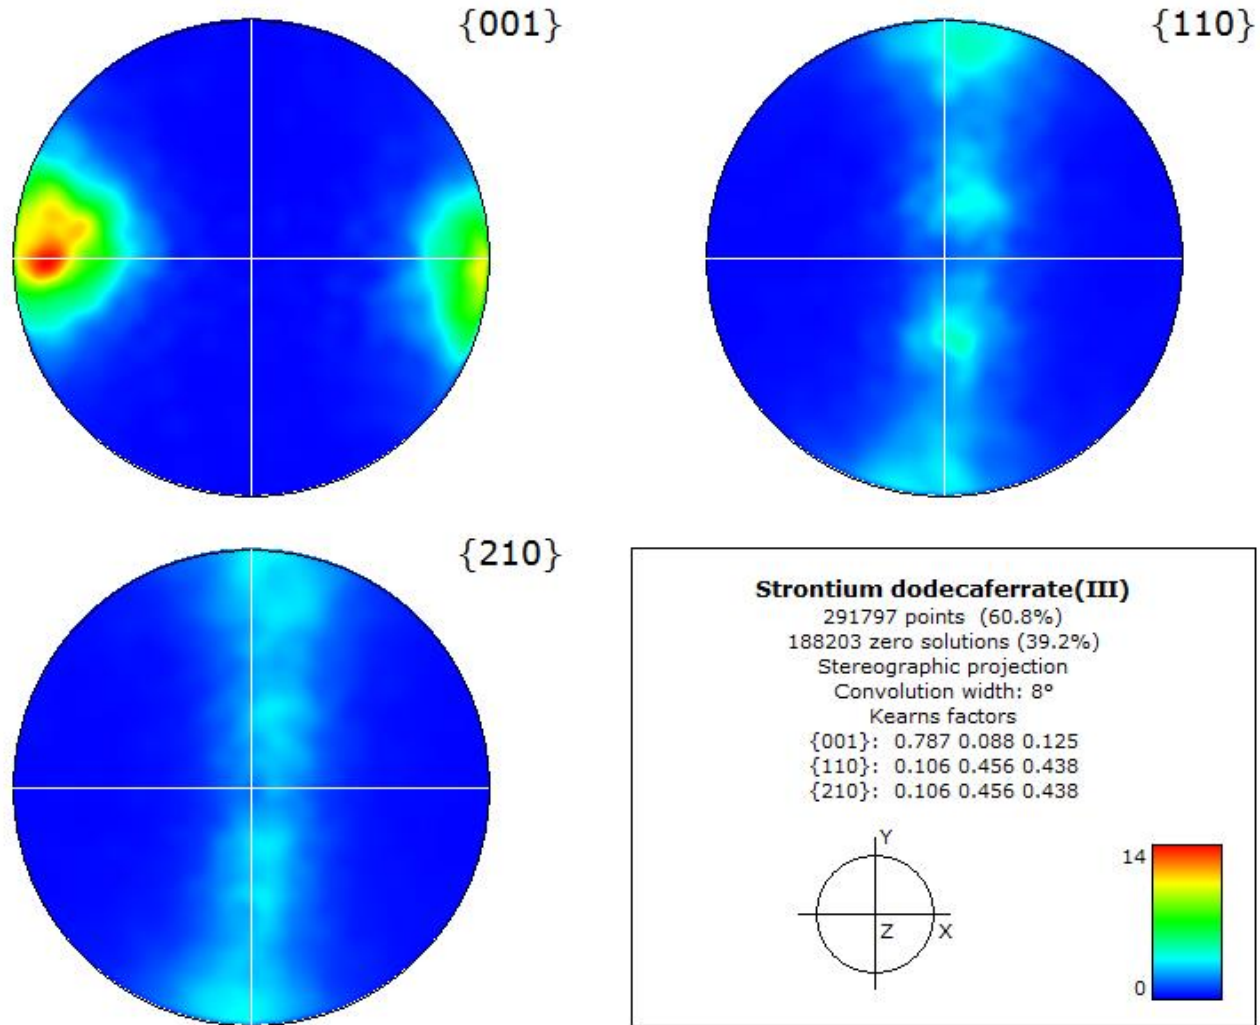 {001}
{110}
{210}
Strontium dodecaferrate(III)
291797 points (60.8%)
188203 zero solutions (39.2%)
Stereographic projection
Convolution width: 8°
Kearns factors
{001}: 0.787 0.088 0.125
{110}: 0.106 0.456 0.438
{210}: 0.106 0.456 0.438
Y
Z X
14
0